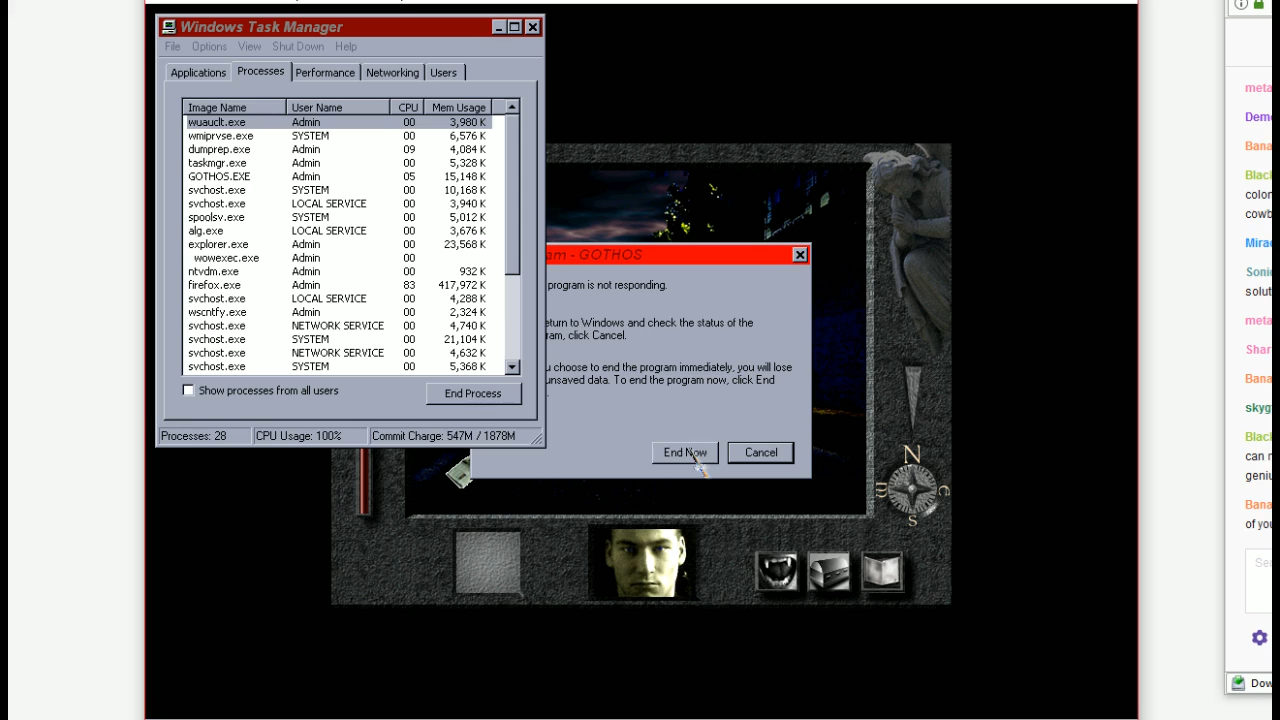 Windows Task Manager
File Options View Shut Down Help
Applications Processes Performance Networking Users
Image Name User Name CPU Mem Usage
wuauclt.exe Admin 00 3,980 K
wmiprvse.exe SYSTEM 00 6,576 K
dumprep.exe Admin 09 4,084 K
taskmgr.exe Admin 00 5,328 K
GOTHOS.EXE Admin 05 15,148 K
svchost.exe SYSTEM 00 10,168 K
svchost.exe LOCAL SERVICE 00 3,940 K
spoolsv.exe SYSTEM 00 5,012 K
alg.exe LOCAL SERVICE 00 3,676 K
explorer.exe Admin 00 23,568 K
wowexec.exe Admin 00
ntvdm.exe Admin 00 932 K
firefox.exe Admin 83 417,972 K
svchost.exe LOCAL SERVICE 00 4,288 K
wscntfy.exe Admin 00 2,324 K
svchost.exe NETWORK SERVICE 00 4,740 K
svchost.exe SYSTEM 00 21,104 K
svchost.exe NETWORK SERVICE 00 4,632 K
svchost.exe SYSTEM 00 5,368 K
Show processes from all users
End Process
Processes: 28 CPU Usage: 100% Commit Charge: 547M / 1878M
am - GOTHOS
program is not responding.
eturn to Windows and check the status of the
ram, click Cancel.
choose to end the program immediately, you will lose
unsaved data. To end the program now, click End
End Now Cancel
N
S
meta
Demo
Bana
Black
color
cowb
Mirac
Sonic
soluti
meta
Shar
Bana
skyg
Black
can r
geniu
Bana
of you
Se
Dow